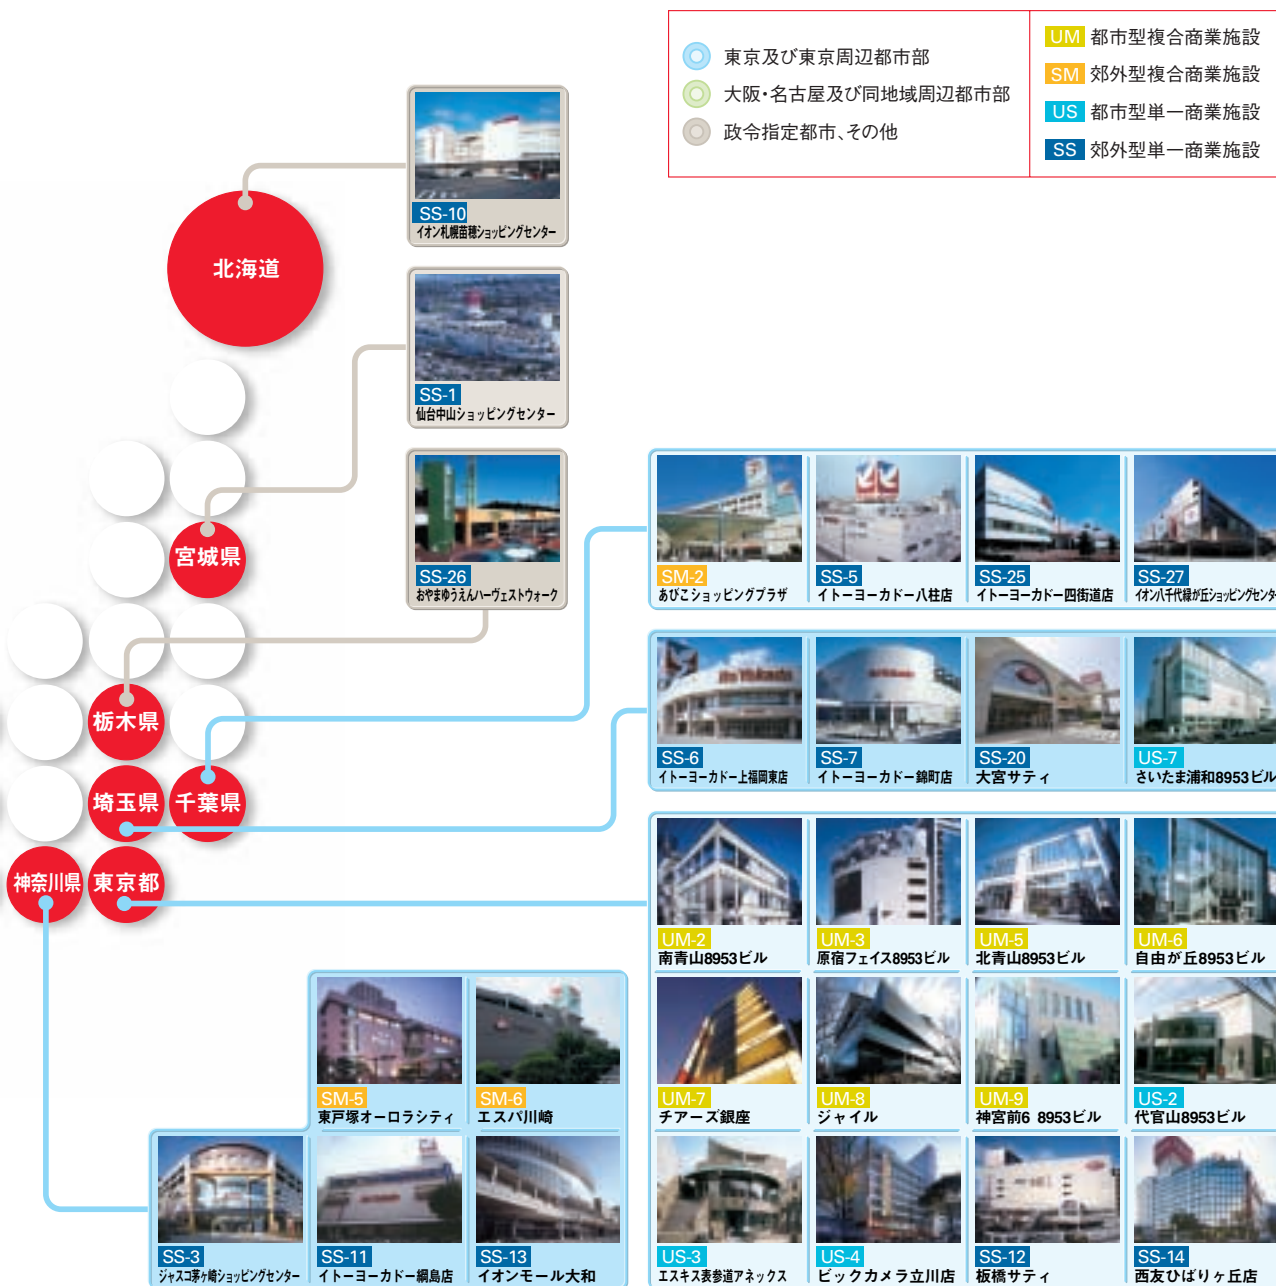 東京及び東京周辺都市部
大阪・名古屋及び同地域周辺都市部
政令指定都市、その他
UM 都市型複合商業施設
SM 郊外型複合商業施設
US 都市型単一商業施設
SS 郊外型単一商業施設
SS-10
イオン札幌苗穂ショッピングセンター
北海道
SS-1
仙台中山ショッピングセンター
SS-26
おやまゆうえんハーヴェストウォーク
宮城県
栃木県
埼玉県
千葉県
神奈川県
東京都
SM-2
あびこショッピングプラザ
SS-5
イトーヨーカドー八柱店
SS-25
イトーヨーカドー四街道店
SS-27
イオン八千代緑が丘ショッピングセンター
SS-6
イトーヨーカドー上福岡東店
SS-7
イトーヨーカドー錦町店
SS-20
大宮サティ
US-7
さいたま浦和8953ビル
UM-2
南青山8953ビル
UM-3
原宿フェイス8953ビル
UM-5
北青山8953ビル
UM-6
自由が丘8953ビル
UM-7
チアーズ銀座
UM-8
ジャイル
UM-9
神宮前6 8953ビル
US-2
代官山8953ビル
US-3
エスキス表参道アネックス
US-4
ビックカメラ立川店
SS-12
板橋サティ
SS-14
西友ひばりヶ丘店
SM-5
東戸塚オーロラシティ
SM-6
エスパ川崎
SS-3
ジャスコ茅ヶ崎ショッピングセンター
SS-11
イトーヨーカドー綱島店
SS-13
イオンモール大和